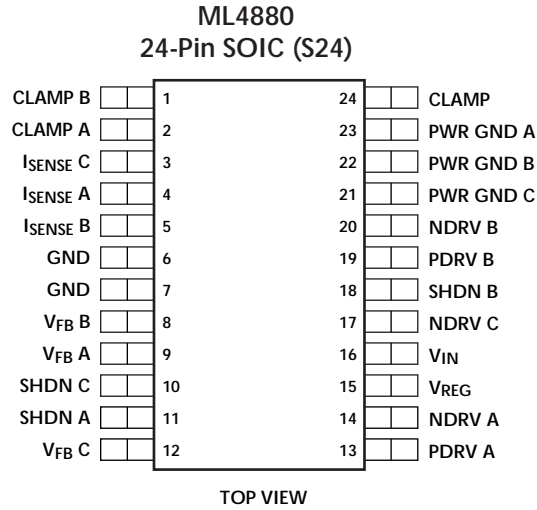 ML4880
24-Pin SOIC (S24)
CLAMP B 1 24 CLAMP
CLAMP A 2 23 PWR GND A
ISENSE C 3 22 PWR GND B
ISENSE A 4 21 PWR GND C
ISENSE B 5 20 NDRV B
GND 6 19 PDRV B
GND 7 18 SHDN B
VFB B 8 17 NDRV C
VFB A 9 16 VIN
SHDN C 10 15 VREG
SHDN A 11 14 NDRV A
VFB C 12 13 PDRV A
TOP VIEW